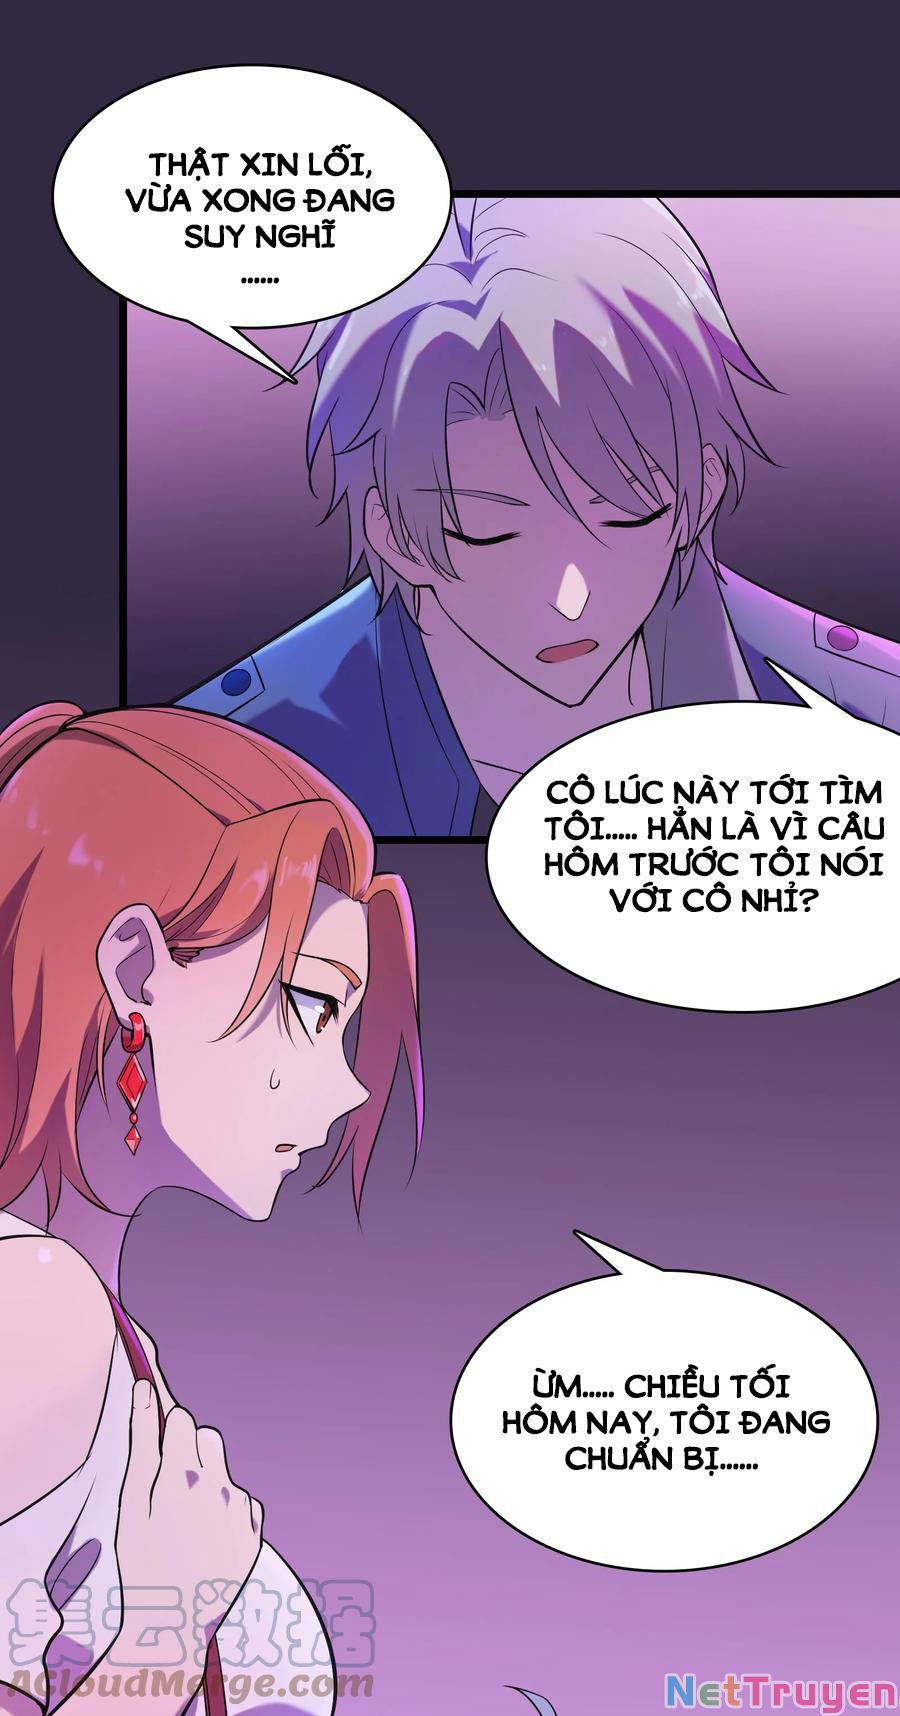 THẬT XIN LỐI,
VỪA XONG ĐANG
SUY NGHĨ
......
CÔ LÚC NÀY TỚI TÌM
TÔI..... HẲN LÀ VÌ CÂU
HÔM TRƯỚC TÔI NÓI
VỚI CÔ NHỈ?
ỪM..... CHIỀU TỐI
HÔM NAY, TÔI ĐANG
CHUẨN BỊ......
集云数据
ACloudMerge.com
NetTruyen